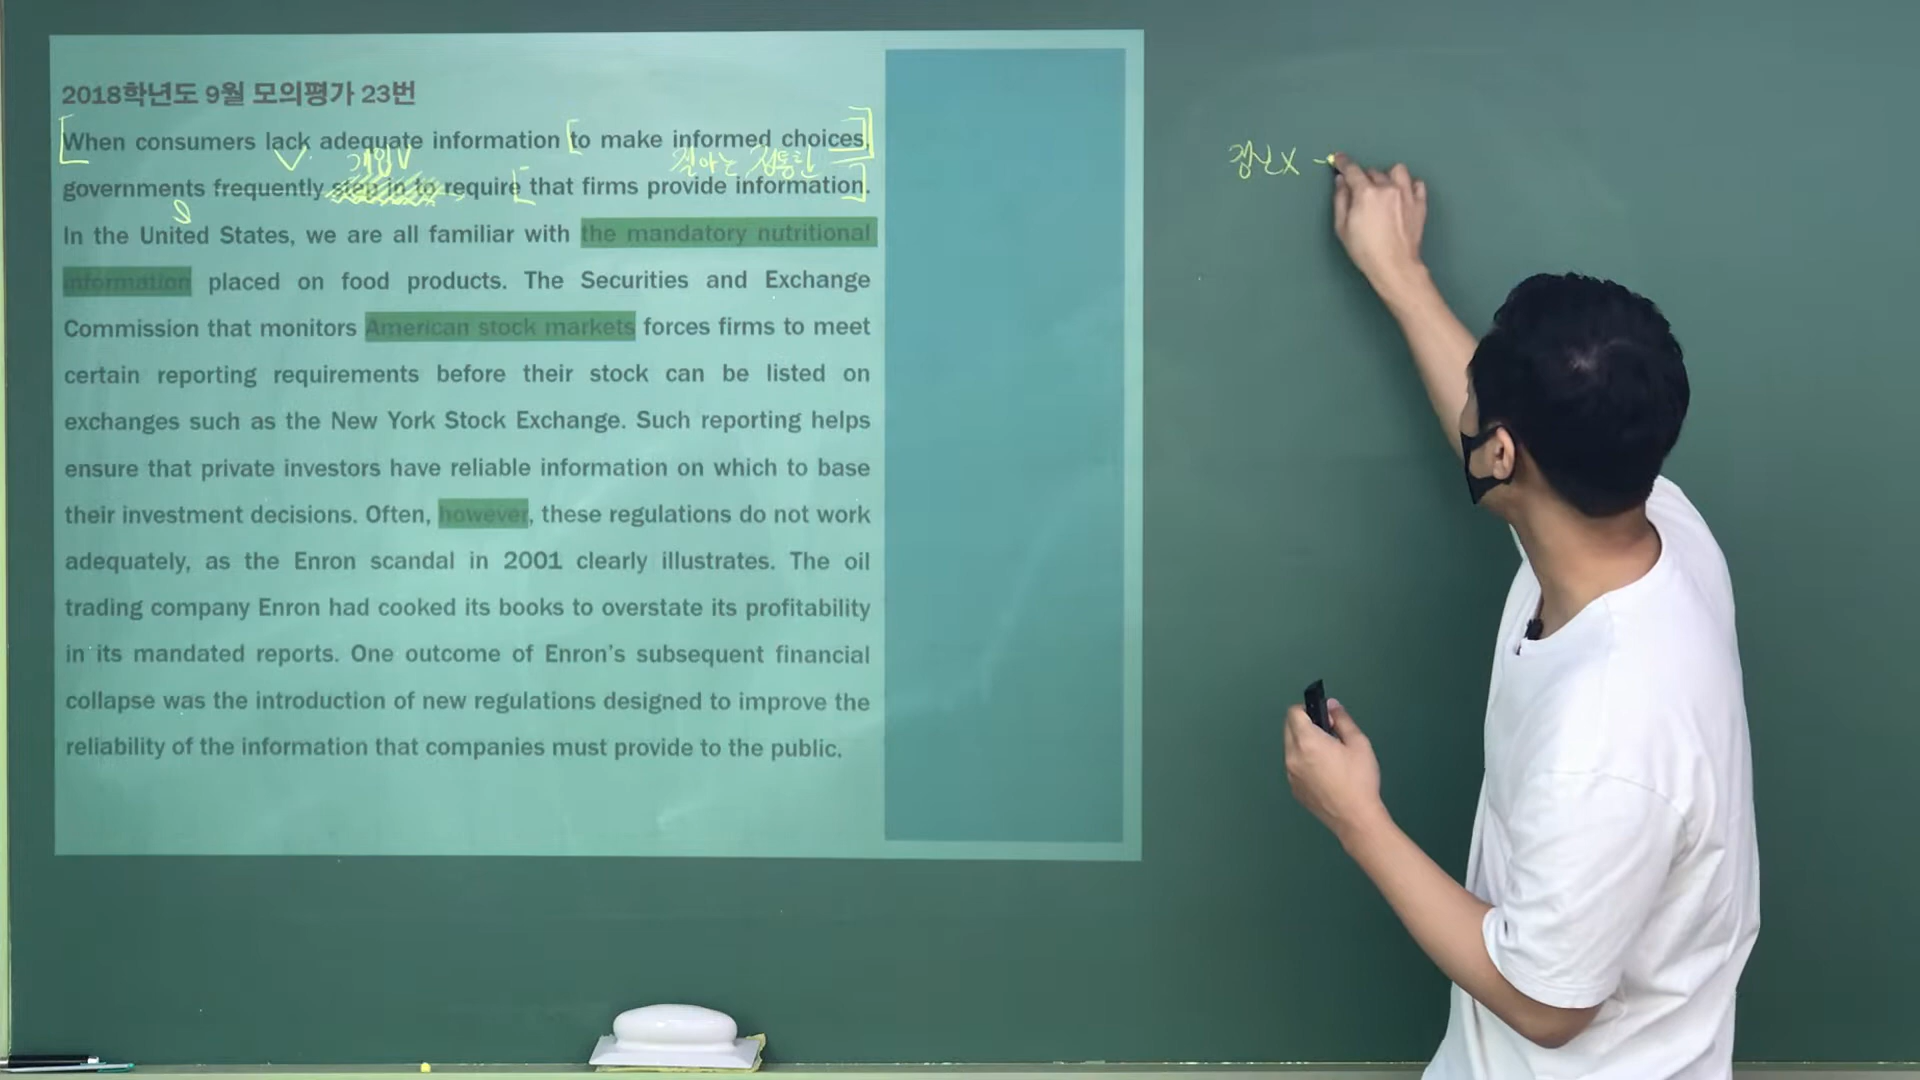 2018학년도 9월 모의평가 23번
When consumers lack adequate information to make informed choices,
개입 V 잘 아는 정통한
governments frequently step in to require that firms provide information.
S
In the United States, we are all familiar with the mandatory nutritional
information placed on food products. The Securities and Exchange
Commission that monitors American stock markets forces firms to meet
certain reporting requirements before their stock can be listed on
exchanges such as the New York Stock Exchange. Such reporting helps
ensure that private investors have reliable information on which to base
their investment decisions. Often, however, these regulations do not work
adequately, as the Enron scandal in 2001 clearly illustrates. The oil
trading company Enron had cooked its books to overstate its profitability
in its mandated reports. One outcome of Enron's subsequent financial
collapse was the introduction of new regulations designed to improve the
reliability of the information that companies must provide to the public.